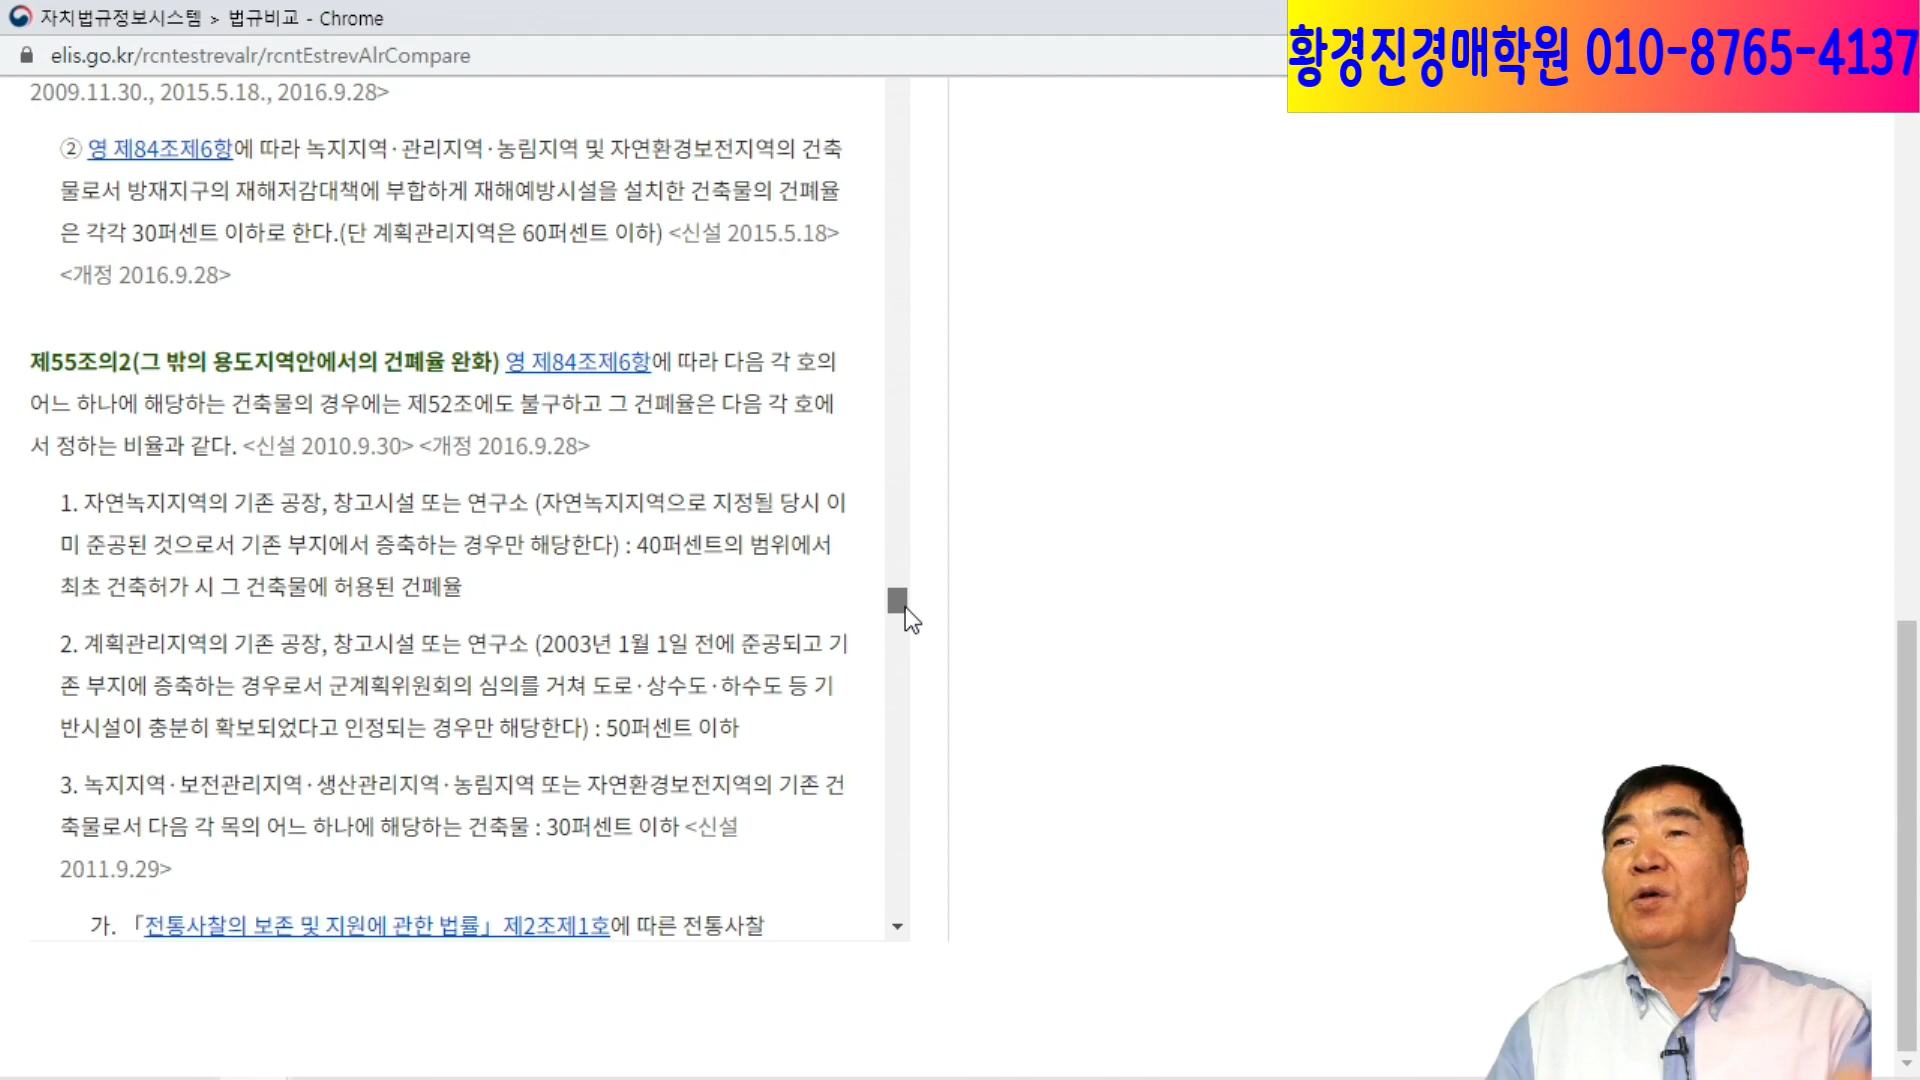 자치법규정보시스템 > 법규비교 - Chrome
elis.go.kr/rcntestrevalr/rcntEstrevAlrCompare
황경진경매학원 010-8765-4137
2009.11.30., 2015.5.18., 2016.9.28>
② 영 제84조제6항에 따라 녹지지역·관리지역·농림지역 및 자연환경보전지역의 건축
물로서 방재지구의 재해저감대책에 부합하게 재해예방시설을 설치한 건축물의 건폐율
은 각각 30퍼센트 이하로 한다.(단 계획관리지역은 60퍼센트 이하) <신설 2015.5.18>
<개정 2016.9.28>
제55조의2(그 밖의 용도지역안에서의 건폐율 완화) 영 제84조제6항에 따라 다음 각 호의
어느 하나에 해당하는 건축물의 경우에는 제52조에도 불구하고 그 건폐율은 다음 각 호에
서 정하는 비율과 같다. <신설 2010.9.30> <개정 2016.9.28>
1. 자연녹지지역의 기존 공장, 창고시설 또는 연구소 (자연녹지지역으로 지정될 당시 이
미 준공된 것으로서 기존 부지에서 증축하는 경우만 해당한다) : 40퍼센트의 범위에서
최초 건축허가 시 그 건축물에 허용된 건폐율
2. 계획관리지역의 기존 공장, 창고시설 또는 연구소 (2003년 1월 1일 전에 준공되고 기
존 부지에 증축하는 경우로서 군계획위원회의 심의를 거쳐 도로·상수도·하수도 등 기
반시설이 충분히 확보되었다고 인정되는 경우만 해당한다) : 50퍼센트 이하
3. 녹지지역·보전관리지역·생산관리지역·농림지역 또는 자연환경보전지역의 기존 건
축물로서 다음 각 목의 어느 하나에 해당하는 건축물 : 30퍼센트 이하 <신설
2011.9.29>
가. 「전통사찰의 보존 및 지원에 관한 법률」 제2조제1호에 따른 전통사찰